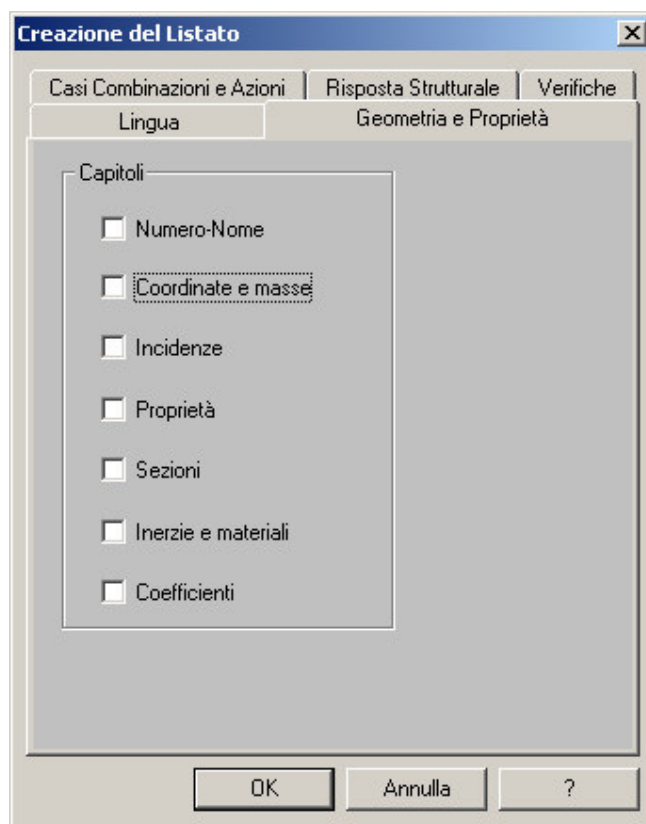 Creazione del Listato
Casi Combinazioni e Azioni Risposta Strutturale Verifiche
Lingua Geometria e Proprietà
Capitoli
Numero-Nome
Coordinate e masse
Incidenze
Proprietà
Sezioni
Inerzie e materiali
Coefficienti
OK Annulla ?